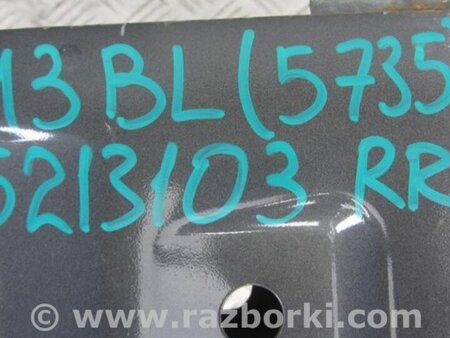 13 BL (5735
5213103 RR
© www.razborki.com